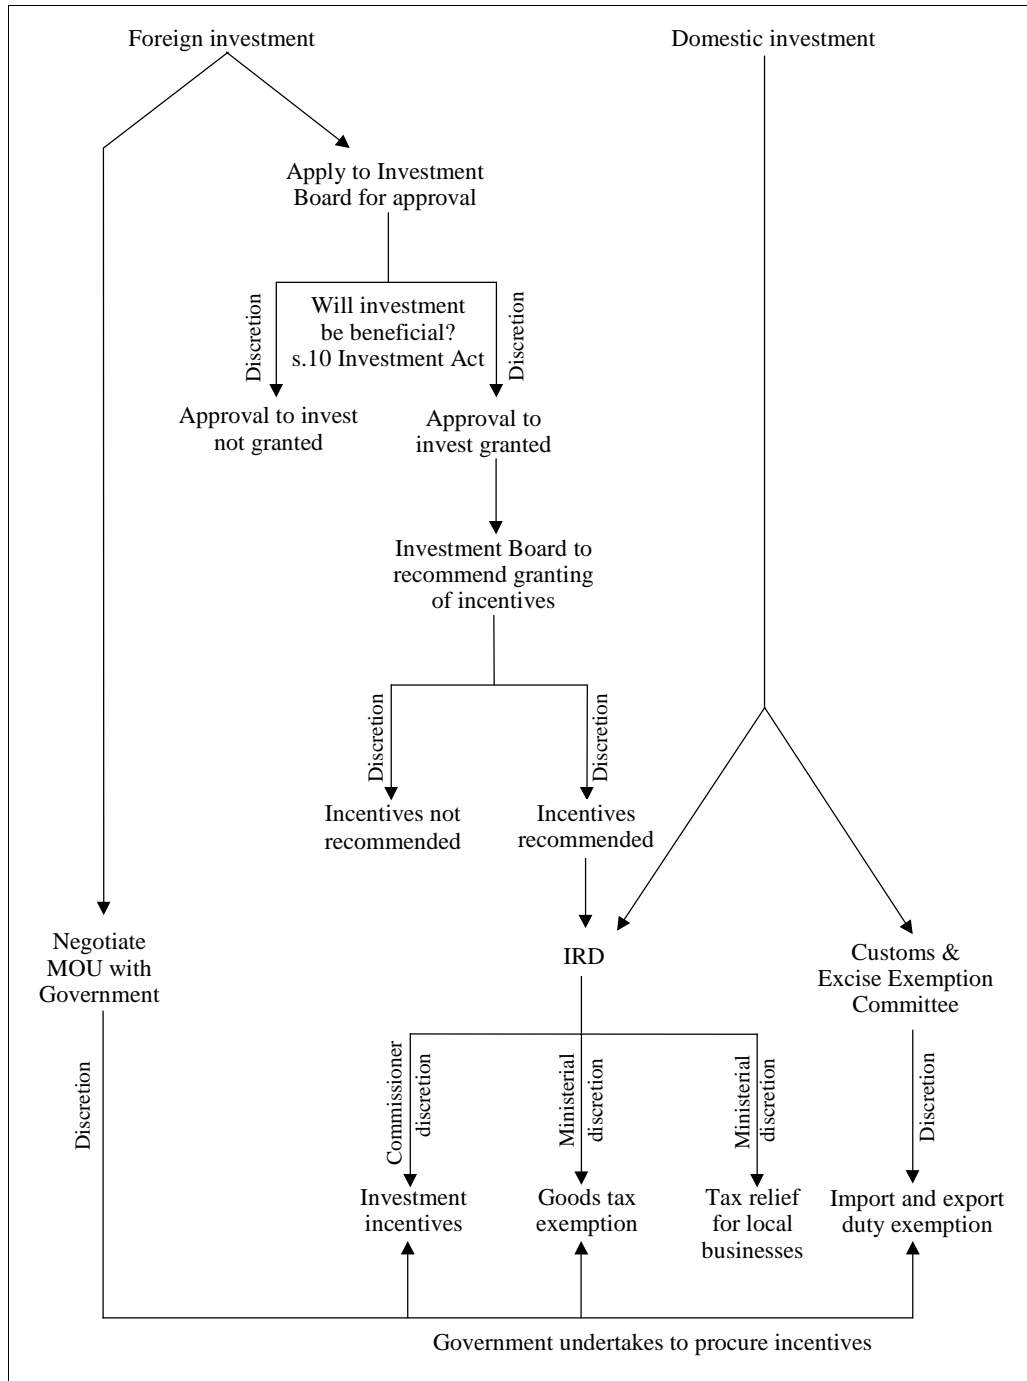 Foreign investment
Domestic investment
Apply to Investment
Board for approval
Discretion
Will investment
be beneficial?
s.10 Investment Act
Discretion
Approval to invest
not granted
Approval to
invest granted
Investment Board to
recommend granting
of incentives
Discretion
Discretion
Incentives not
recommended
Incentives
recommended
Negotiate
MOU with
Government
IRD
Customs &
Excise Exemption
Committee
Discretion
Commissioner
discretion
Ministerial
discretion
Ministerial
discretion
Discretion
Investment
incentives
Goods tax
exemption
Tax relief
for local
businesses
Import and export
duty exemption
Government undertakes to procure incentives